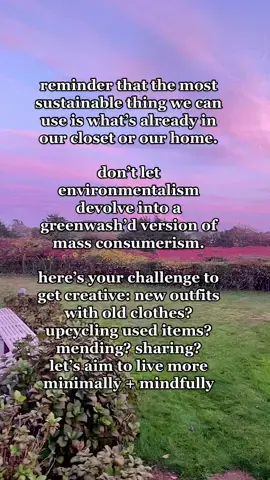 reminder that the most
sustainable thing we can
use is what's already in
our closet or our home.
don't let
environmentalism
devolve into a
greenwash'd version of
mass consumerism.
here's your challenge to
get creative: new outfits
with old clothes?
upcycling used items?
mending? sharing?
let's aim to live more
minimally + mindfully